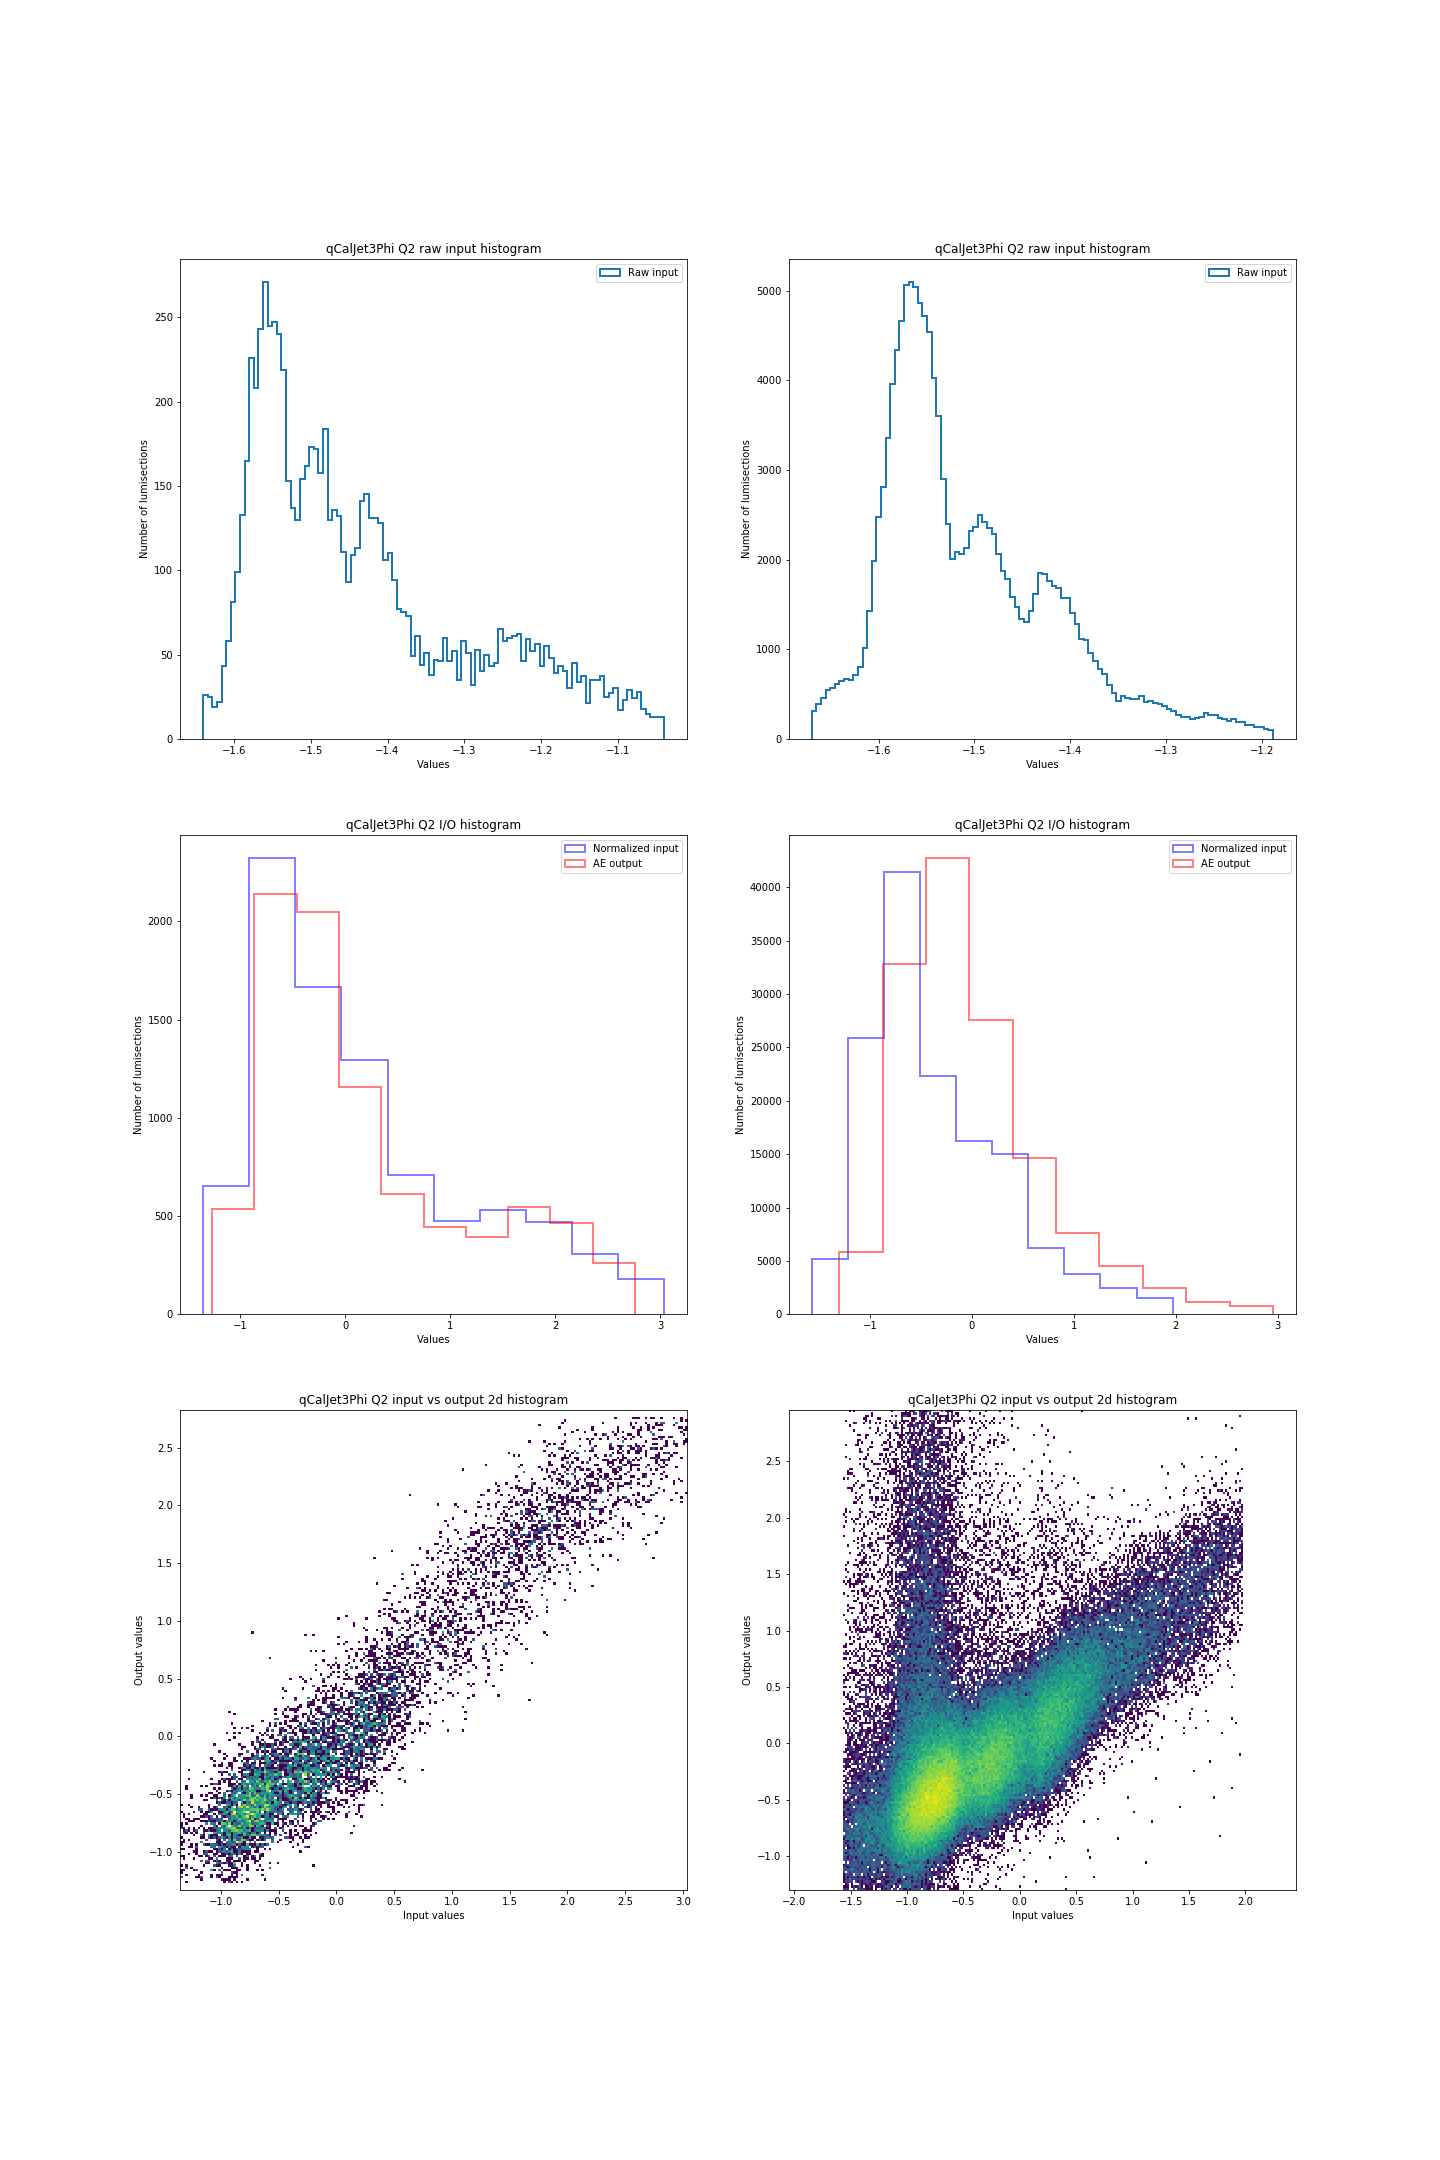 qCalJet3Phi Q2 raw input histogram
Raw input
250
200
150
100
50
0
Number of lumisections
−1.6 −1.5 −1.4 −1.3 −1.2 −1.1
Values
qCalJet3Phi Q2 raw input histogram
Raw input
5000
4000
3000
2000
1000
0
Number of lumisections
−1.6 −1.5 −1.4 −1.3 −1.2
Values
qCalJet3Phi Q2 I/O histogram
Normalized input
AE output
2000
1500
1000
500
0
Number of lumisections
−1 0 1 2 3
Values
qCalJet3Phi Q2 I/O histogram
Normalized input
AE output
40000
35000
30000
25000
20000
15000
10000
5000
0
Number of lumisections
−1 0 1 2 3
Values
qCalJet3Phi Q2 input vs output 2d histogram
2.5
2.0
1.5
1.0
0.5
0.0
−0.5
−1.0
Output values
−1.0 −0.5 0.0 0.5 1.0 1.5 2.0 2.5 3.0
Input values
qCalJet3Phi Q2 input vs output 2d histogram
2.5
2.0
1.5
1.0
0.5
0.0
−0.5
−1.0
Output values
−2.0 −1.5 −1.0 −0.5 0.0 0.5 1.0 1.5 2.0
Input values